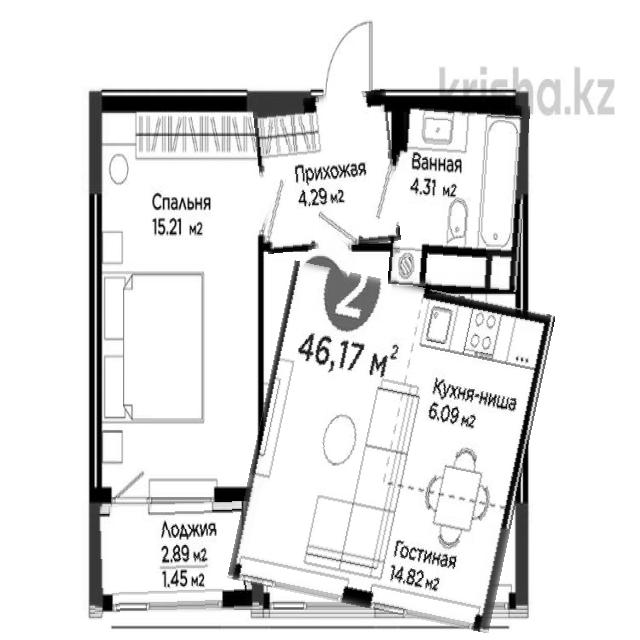 krisha.kz
Прихожая
4.29 м2
Ванная
4.31 м2
Спальня
15.21 м2
2
46,17 м2
Кухня-ниша
6.09 м2
Гостиная
14.82 м2
Лоджия
2.89 м2
1.45 м2